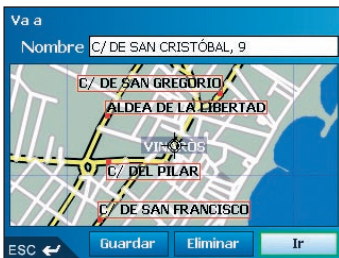 Va a
Nombre C/ DE SAN CRISTÓBAL, 9
C/ DE SAN GREGORIO
ALDEA DE LA LIBERTAD
VINARÒS
C/ DEL PILAR
C/ DE SAN FRANCISCO
ESC Guardar Eliminar Ir